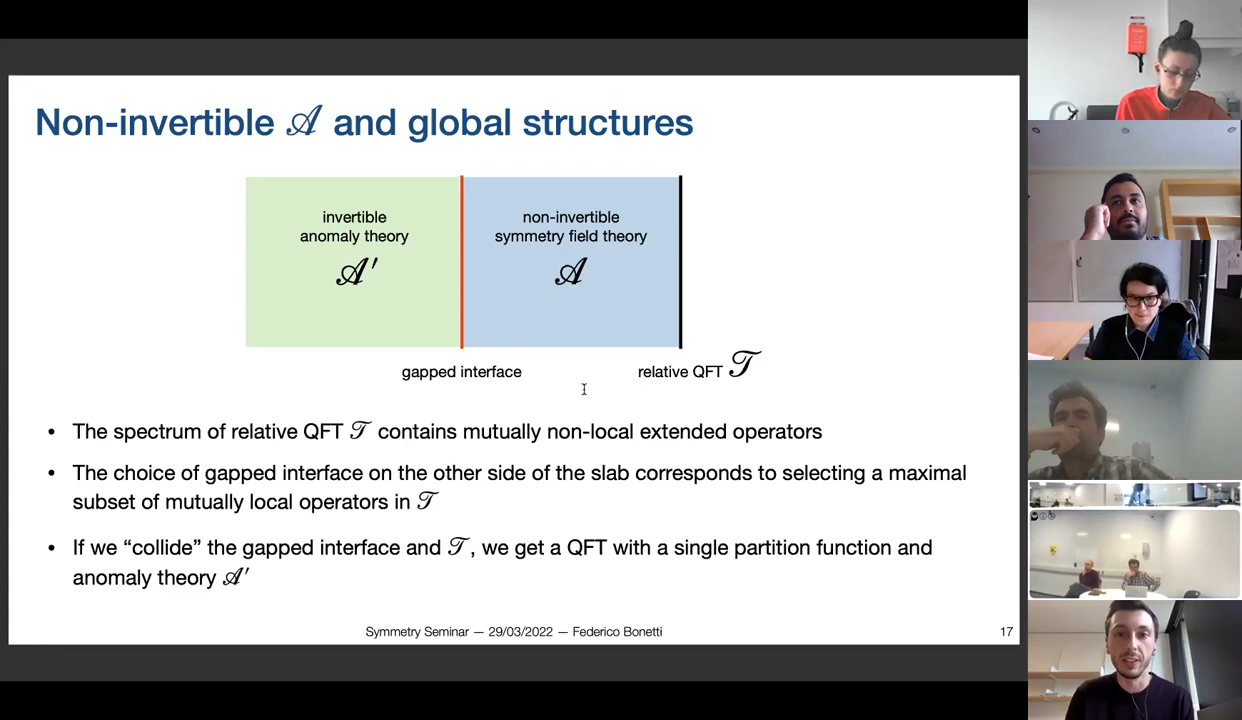 Non-invertible 𝒜 and global structures
invertible
anomaly theory
𝒜′
non-invertible
symmetry field theory
𝒜
gapped interface
relative QFT 𝒯
• The spectrum of relative QFT 𝒯 contains mutually non-local extended operators
• The choice of gapped interface on the other side of the slab corresponds to selecting a maximal
subset of mutually local operators in 𝒯
• If we “collide” the gapped interface and 𝒯, we get a QFT with a single partition function and
anomaly theory 𝒜′
Symmetry Seminar — 29/03/2022 — Federico Bonetti
17